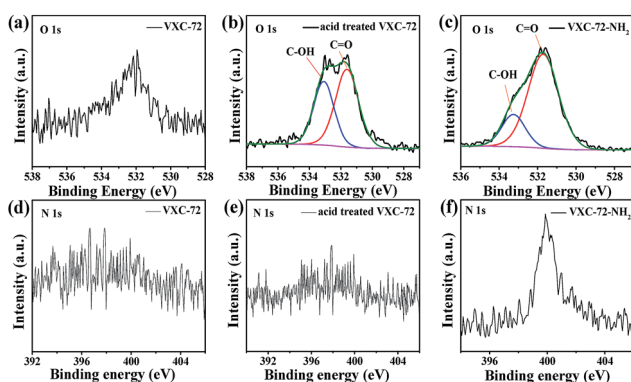 (a)
O 1s
VXC-72
Intensity (a.u.)
538 536 534 532 530 528
Binding Energy (eV)
(b)
acid treated VXC-72
O 1s
C=O
C-OH
Intensity (a.u.)
538 536 534 532 530 528
Binding Energy (eV)
(c)
C=O
O 1s
VXC-72-NH2
C-OH
Intensity (a.u.)
536 534 532 530 528
Binding Energy (eV)
(d)
N 1s
VXC-72
Intensity (a.u.)
392 396 400 404
Binding energy (eV)
(e)
N 1s
acid treated VXC-72
Intensity (a.u.)
390 392 394 396 398 400 402 404
Binding energy (eV)
(f)
N 1s
VXC-72-NH2
Intensity (a.u.)
396 400 404
Binding energy (eV)